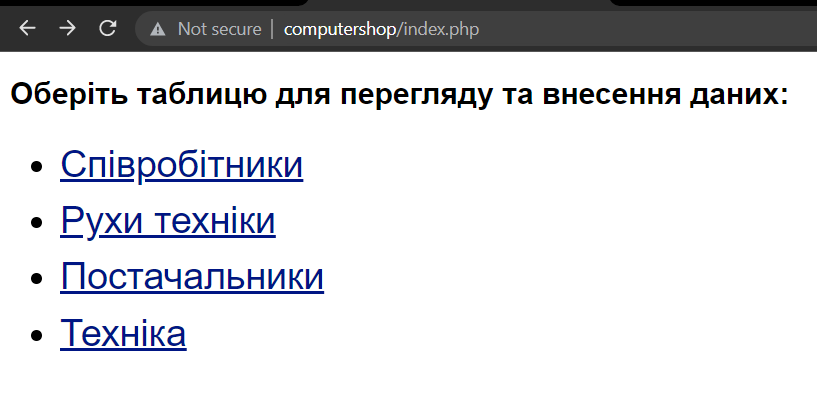 Not secure | computershop/index.php
Оберіть таблицю для перегляду та внесення даних:
• Співробітники
• Рухи техніки
• Постачальники
• Техніка